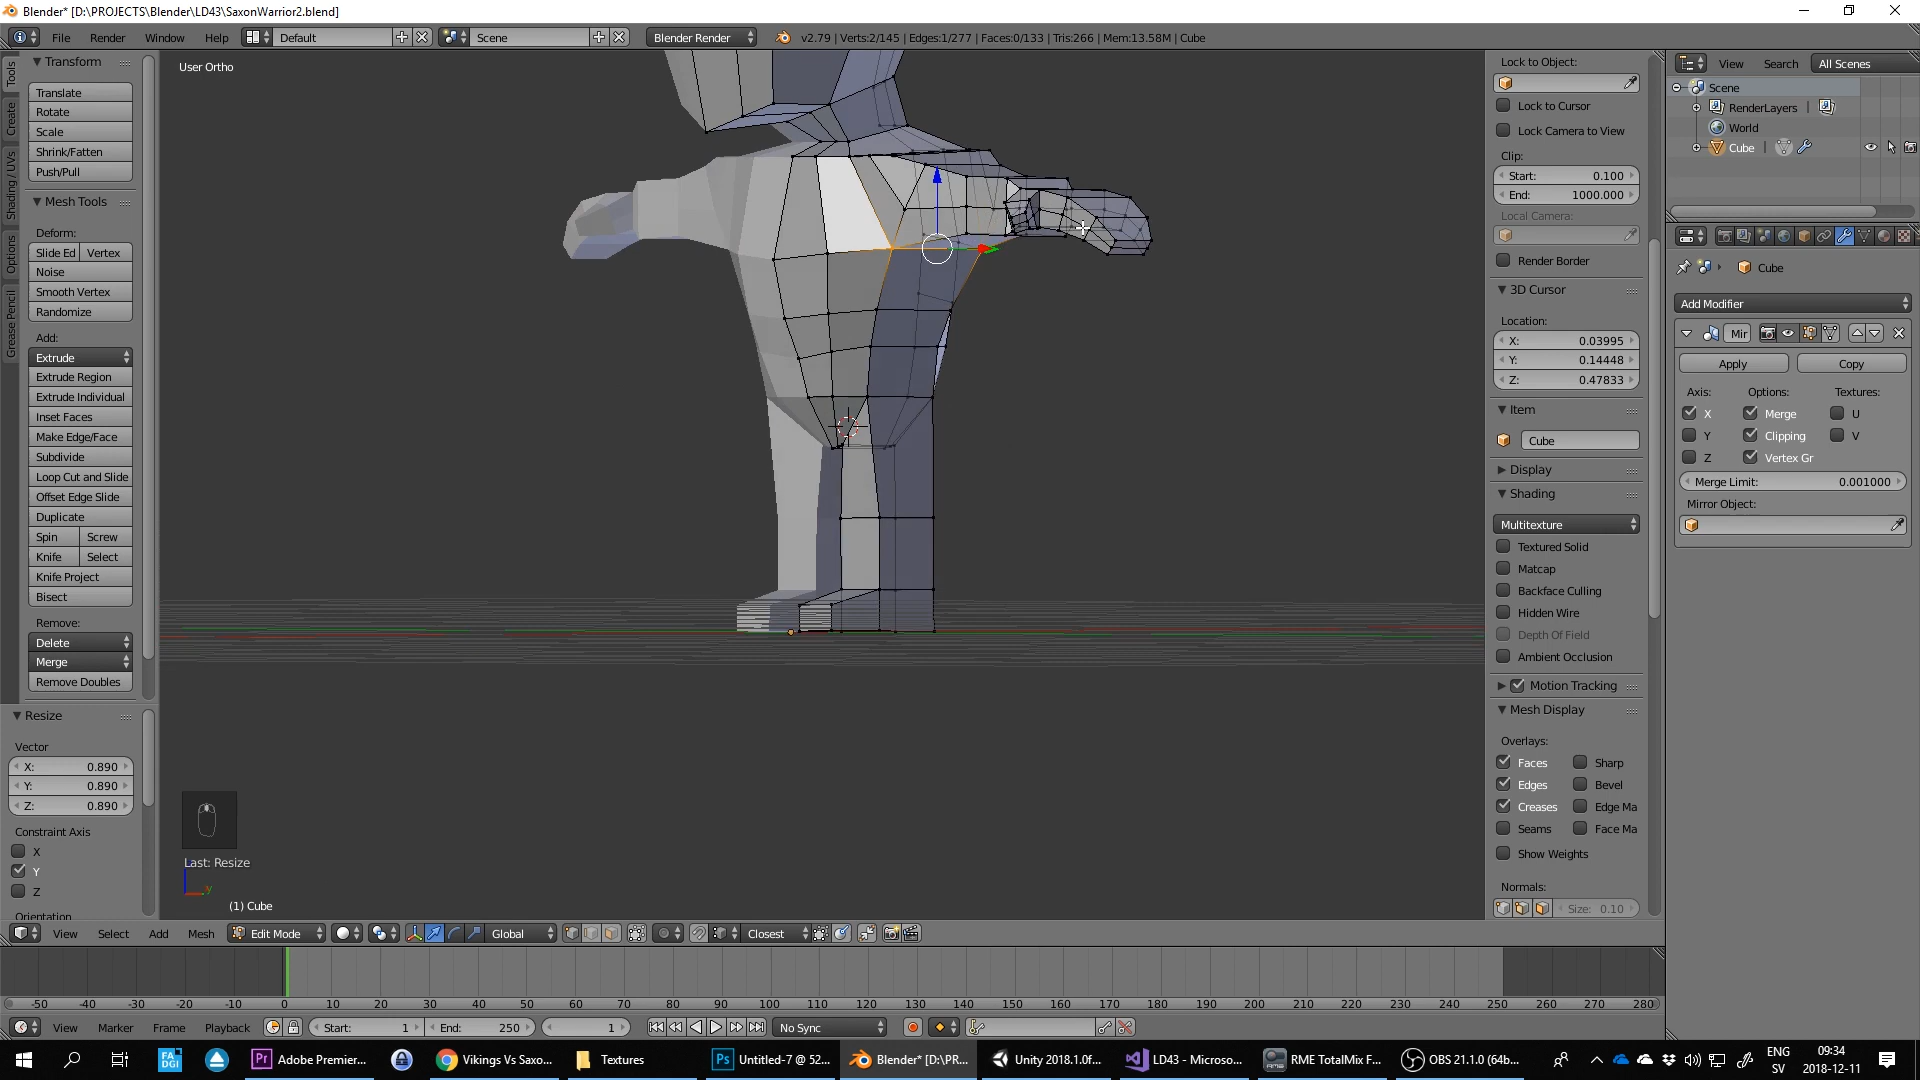 Blender* [D:\PROJECTS\Blender\LD43\SaxonWarrior2.blend]
File Render Window Help Default Scene Blender Render v2.79 | Verts:2/145 | Edges:1/277 | Faces:0/133 | Tris:266 | Mem:13.58M | Cube
Tools
Create
Shading / UVs
Options
Grease Pencil
Transform
Translate
Rotate
Scale
Shrink/Fatten
Push/Pull
Mesh Tools
Deform:
Slide Ed Vertex
Noise
Smooth Vertex
Randomize
Add:
Extrude
Extrude Region
Extrude Individual
Inset Faces
Make Edge/Face
Subdivide
Loop Cut and Slide
Offset Edge Slide
Duplicate
Spin Screw
Knife Select
Knife Project
Bisect
Remove:
Delete
Merge
Remove Doubles
Resize
Vector
X: 0.890
Y: 0.890
Z: 0.890
Constraint Axis
X
Y
Z
Orientation
User Ortho
Last: Resize
y
(1) Cube
Lock to Object:
Lock to Cursor
Lock Camera to View
Clip:
Start: 0.100
End: 1000.000
Local Camera:
Render Border
3D Cursor
Location:
X: 0.03995
Y: 0.14448
Z: 0.47833
Item
Cube
Display
Shading
Multitexture
Textured Solid
Matcap
Backface Culling
Hidden Wire
Depth Of Field
Ambient Occlusion
Motion Tracking
Mesh Display
Overlays:
Faces Sharp
Edges Bevel
Creases Edge Ma
Seams Face Ma
Show Weights
Normals:
Size: 0.10
View Search All Scenes
Scene
RenderLayers
World
Cube
Cube
Add Modifier
Mir
Apply Copy
Axis: Options: Textures:
X Merge U
Y Clipping V
Z Vertex Gr
Merge Limit: 0.001000
Mirror Object:
View Select Add Mesh Edit Mode Global Closest
-50 -40 -30 -20 -10 0 10 20 30 40 50 60 70 80 90 100 110 120 130 140 150 160 170 180 190 200 210 220 230 240 250 260 270 280
View Marker Frame Playback Start: 1 End: 250 1 No Sync
FA
DGI
Pr Adobe Premier... Vikings Vs Saxo... Textures Ps Untitled-7 @ 52... Blender* [D:\PR... Unity 2018.1.0f... LD43 - Microso... RME TotalMix F... OBS 21.1.0 (64b...
ENG
SV
09:34
2018-12-11